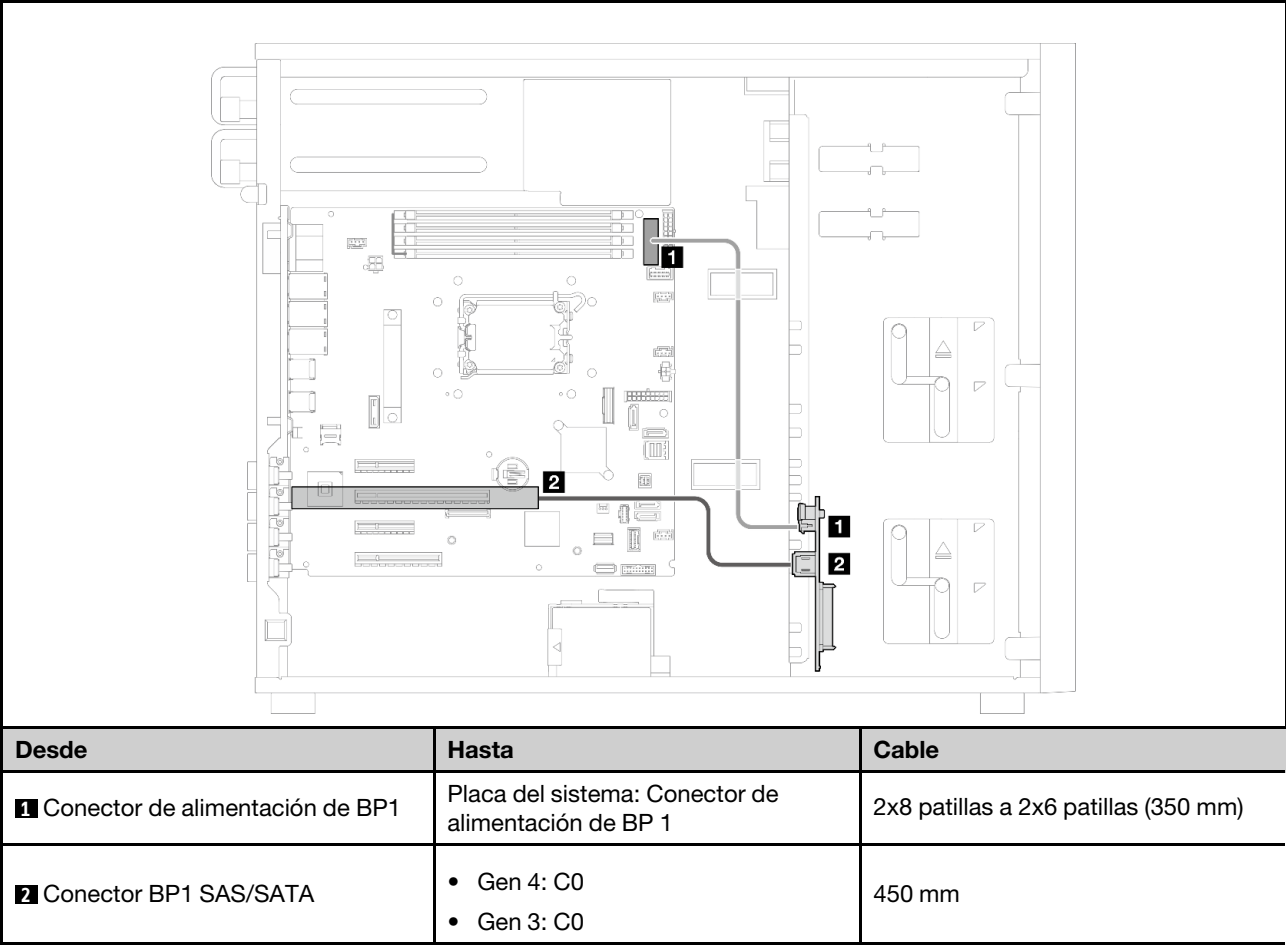 1
2
1
2
Desde
Hasta
Cable
1 Conector de alimentación de BP1
Placa del sistema: Conector de
alimentación de BP 1
2x8 patillas a 2x6 patillas (350 mm)
2 Conector BP1 SAS/SATA
• Gen 4: C0
• Gen 3: C0
450 mm